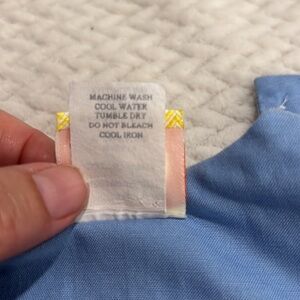 MACHINE WASH
COOL WATER
TUMBLE DRY
DO NOT BLEACH
COOL IRON